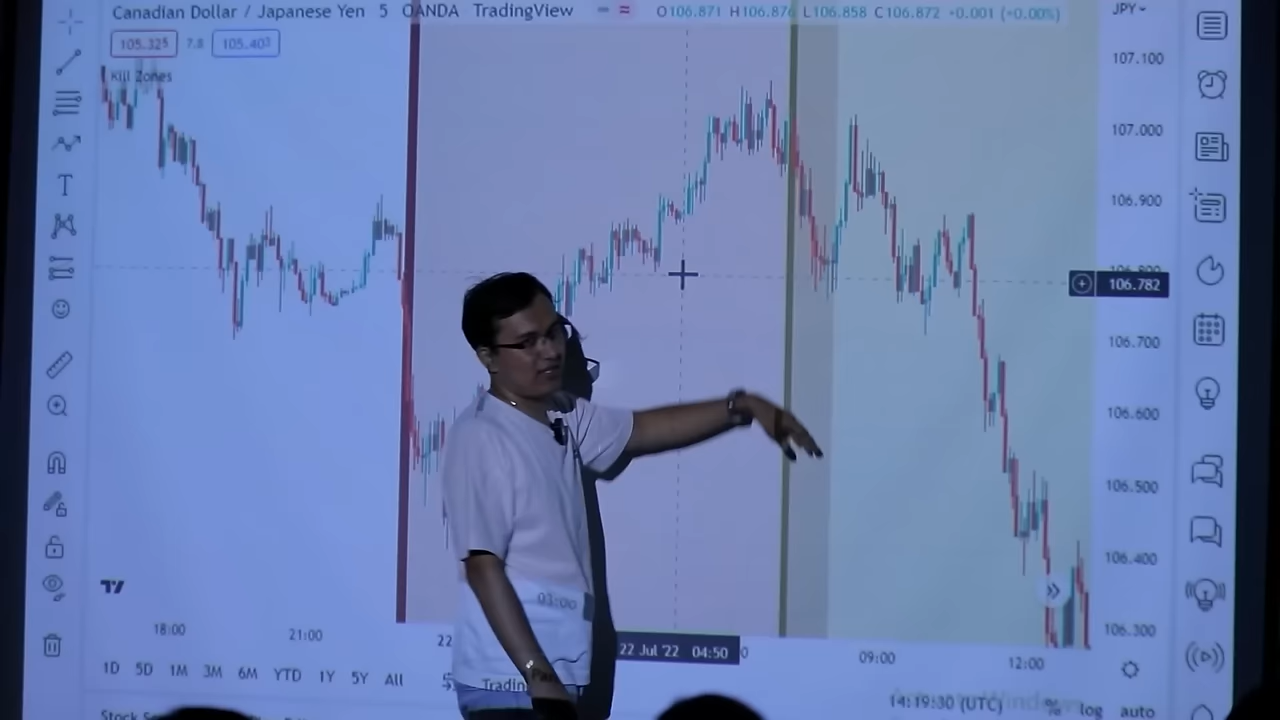 Canadian Dollar / Japanese Yen 5 OANDA TradingView
O106.871 H106.876 L106.858 C106.872 +0.001 (+0.00%)
JPY
105.325 7.8 105.403
Kill Zones
107.100
107.000
106.900
106.800
106.782
106.700
106.600
106.500
106.400
106.300
03:00
18:00 21:00 22 22 Jul '22 04:50 09:00 12:00
1D 5D 1M 3M 6M YTD 1Y 5Y All
14:19:30 (UTC) % log auto